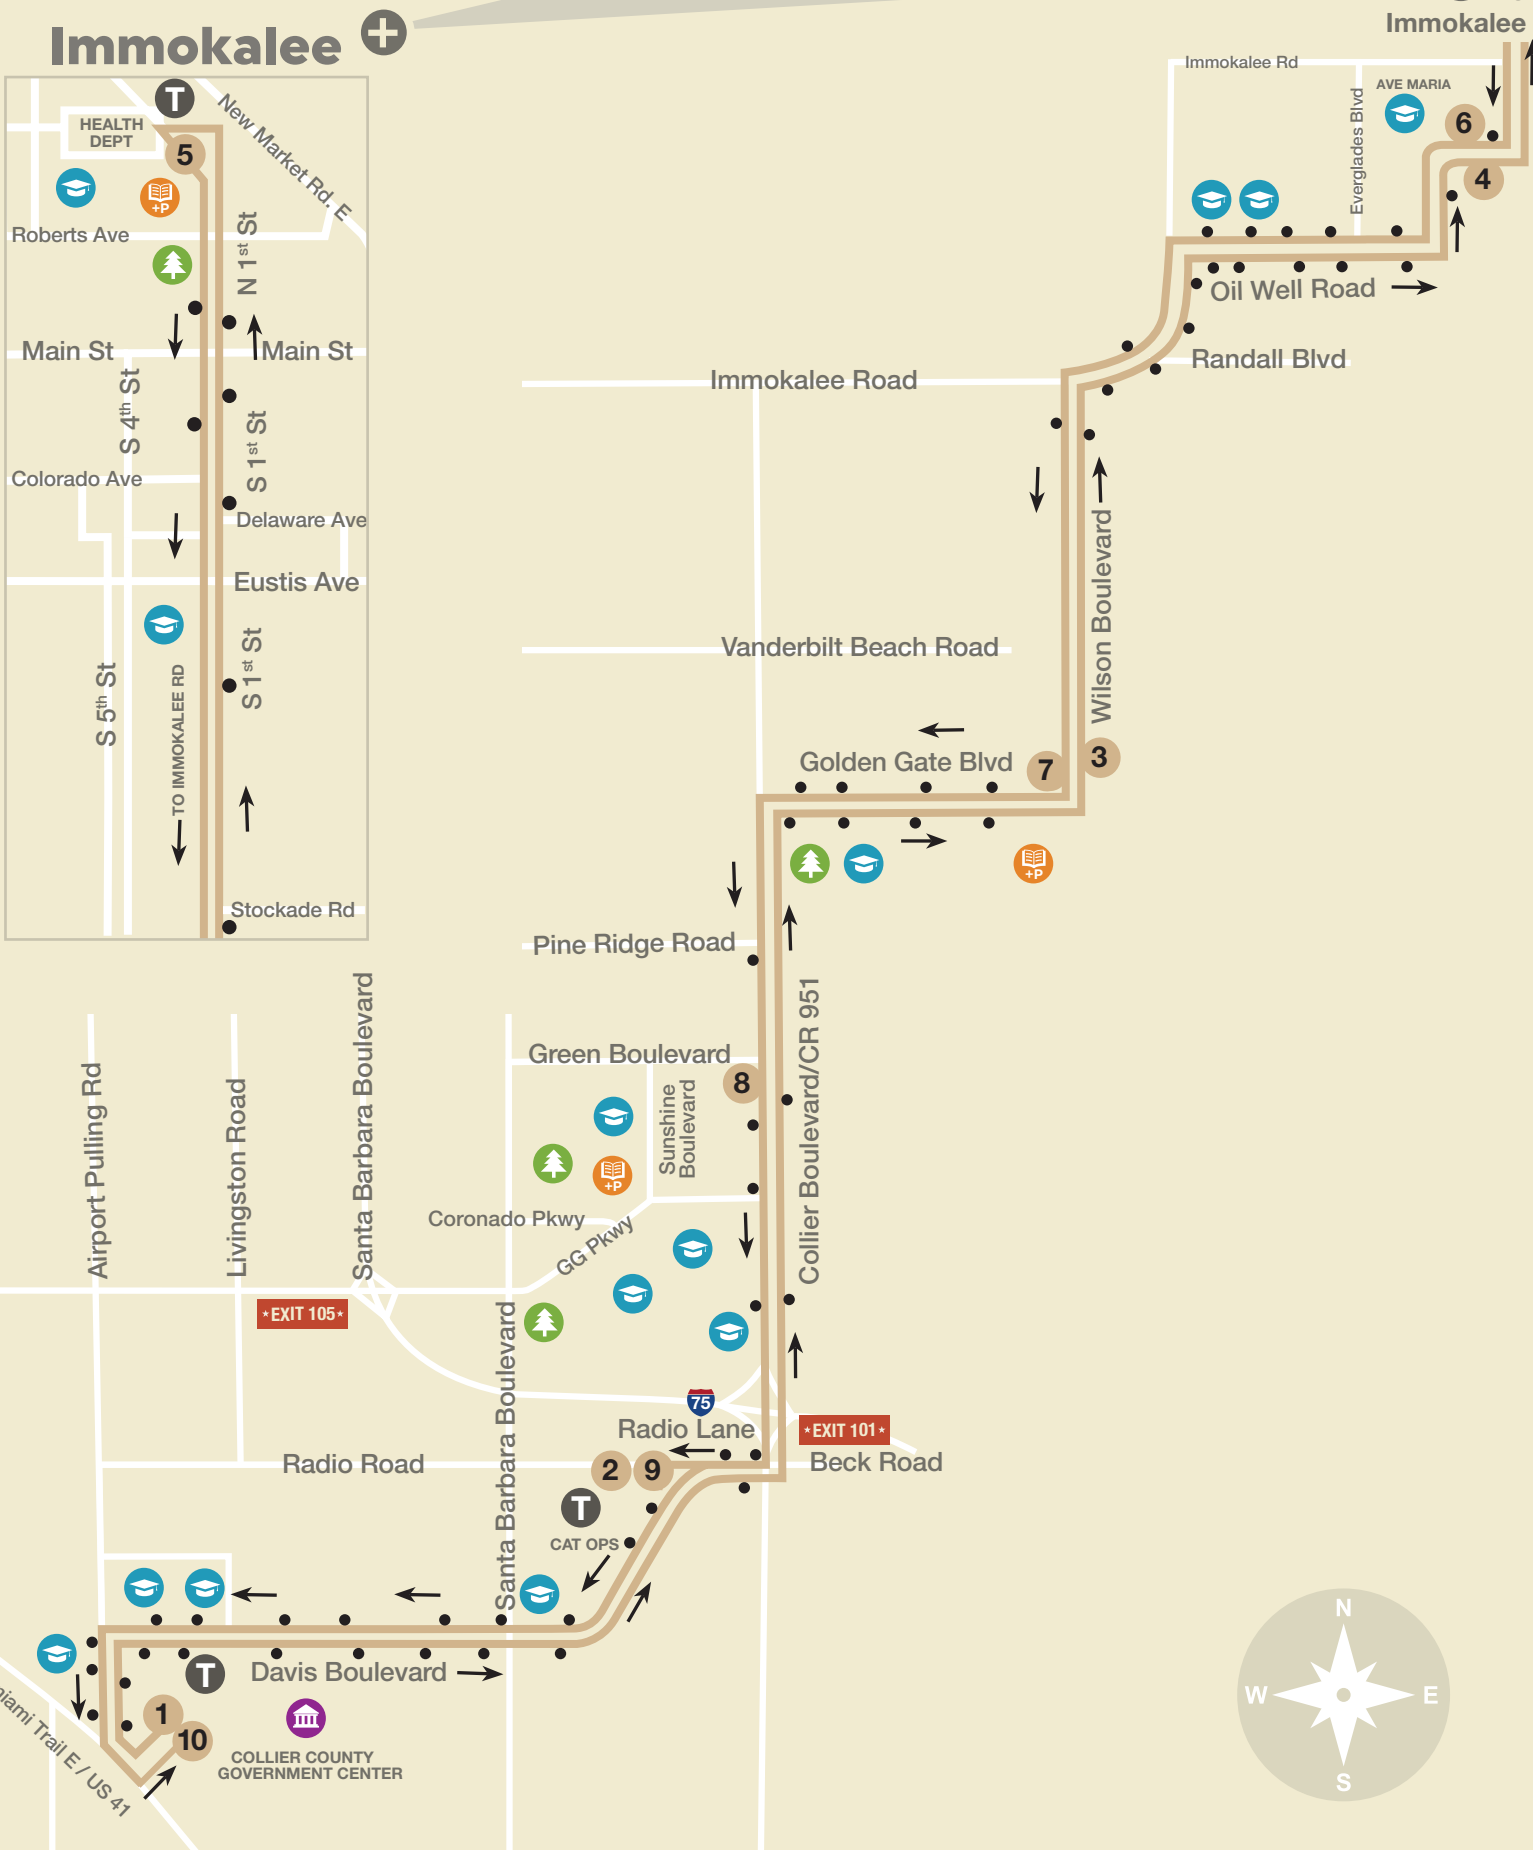 Immokalee
Immokalee
T
HEALTH
DEPT
5
New Market Rd. E
+P
Roberts Ave
N 1st St
Main St
Main St
S 4th St
S 1st St
Colorado Ave
Delaware Ave
Eustis Ave
S 5th St
S 1st St
TO IMMOKALEE RD
Stockade Rd
Immokalee Rd
Everglades Blvd
AVE MARIA
6
4
Oil Well Road
Randall Blvd
Immokalee Road
Wilson Boulevard
Vanderbilt Beach Road
Golden Gate Blvd
7
3
+P
Pine Ridge Road
Collier Boulevard/CR 951
Green Boulevard
8
Sunshine
Boulevard
+P
Coronado Pkwy
GG Pkwy
Airport Pulling Rd
Livingston Road
Santa Barbara Boulevard
EXIT 105
Santa Barbara Boulevard
75
Radio Lane
EXIT 101
Beck Road
Radio Road
2
9
T
CAT OPS
T
Davis Boulevard
1
10
COLLIER COUNTY
GOVERNMENT CENTER
Trail E / US 41
N
W
E
S